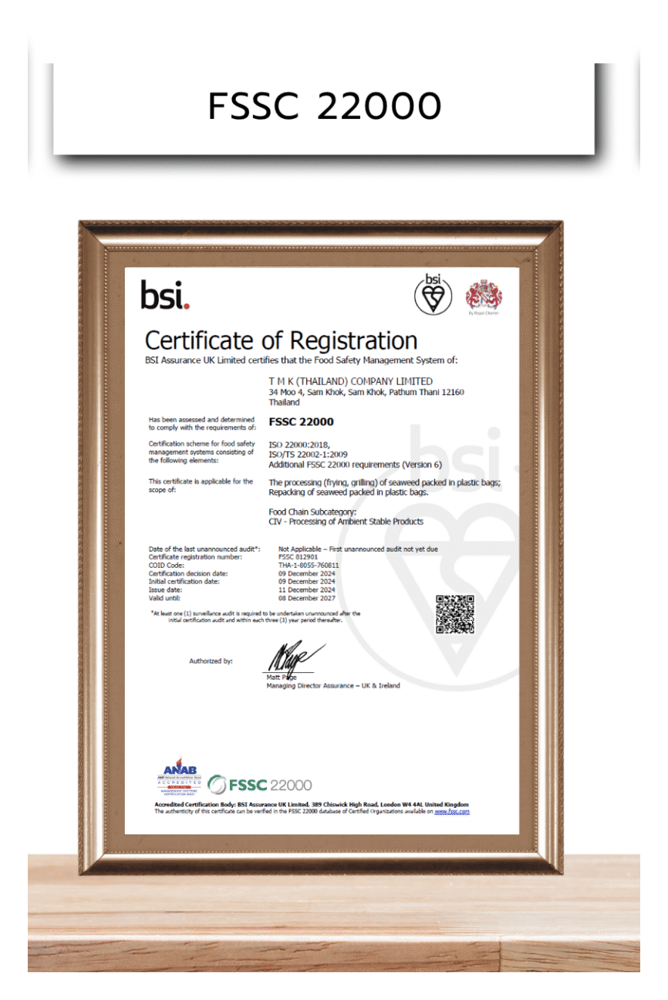 FSSC 22000
bsi.
bsi
By Royal Charter
Certificate of Registration
BSI Assurance UK Limited certifies that the Food Safety Management System of:
T M K (THAILAND) COMPANY LIMITED
34 Moo 4, Sam Khok, Sam Khok, Pathum Thani 12160
Thailand
Has been assessed and determined
to comply with the requirements of:
FSSC 22000
Certification scheme for food safety
management systems consisting of
the following elements:
ISO 22000:2018,
ISO/TS 22002-1:2009
Additional FSSC 22000 requirements (Version 6)
This certificate is applicable for the
scope of:
The processing (frying, grilling) of seaweed packed in plastic bags;
Repacking of seaweed packed in plastic bags.
Food Chain Subcategory:
CIV - Processing of Ambient Stable Products
bsi
Date of the last unannounced audit*: Not Applicable – First unannounced audit not yet due
Certificate registration number: FSSC 812901
COID Code: THA-1-8055-760811
Certification decision date: 09 December 2024
Initial certification date: 09 December 2024
Issue date: 11 December 2024
Valid until: 08 December 2027
*At least one (1) surveillance audit is required to be undertaken unannounced after the
initial certification audit and within each three (3) year period thereafter.
Authorized by:
Matt Page
Managing Director Assurance – UK & Ireland
ANAB
ACCREDITED
FSSC 22000
Accredited Certification Body: BSI Assurance UK Limited, 389 Chiswick High Road, London W4 4AL United Kingdom
The authenticity of this certificate can be verified in the FSSC 22000 database of Certified Organizations available on www.fssc.com